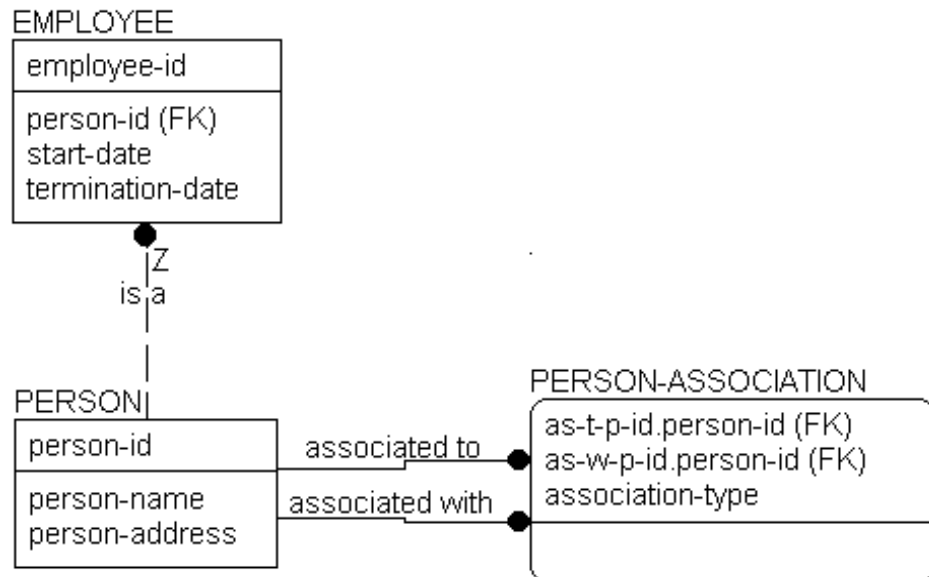 EMPLOYEE
employee-id
person-id (FK)
start-date
termination-date
Z
is a
PERSON
person-id
person-name
person-address
associated to
associated with
PERSON-ASSOCIATION
as-t-p-id.person-id (FK)
as-w-p-id.person-id (FK)
association-type